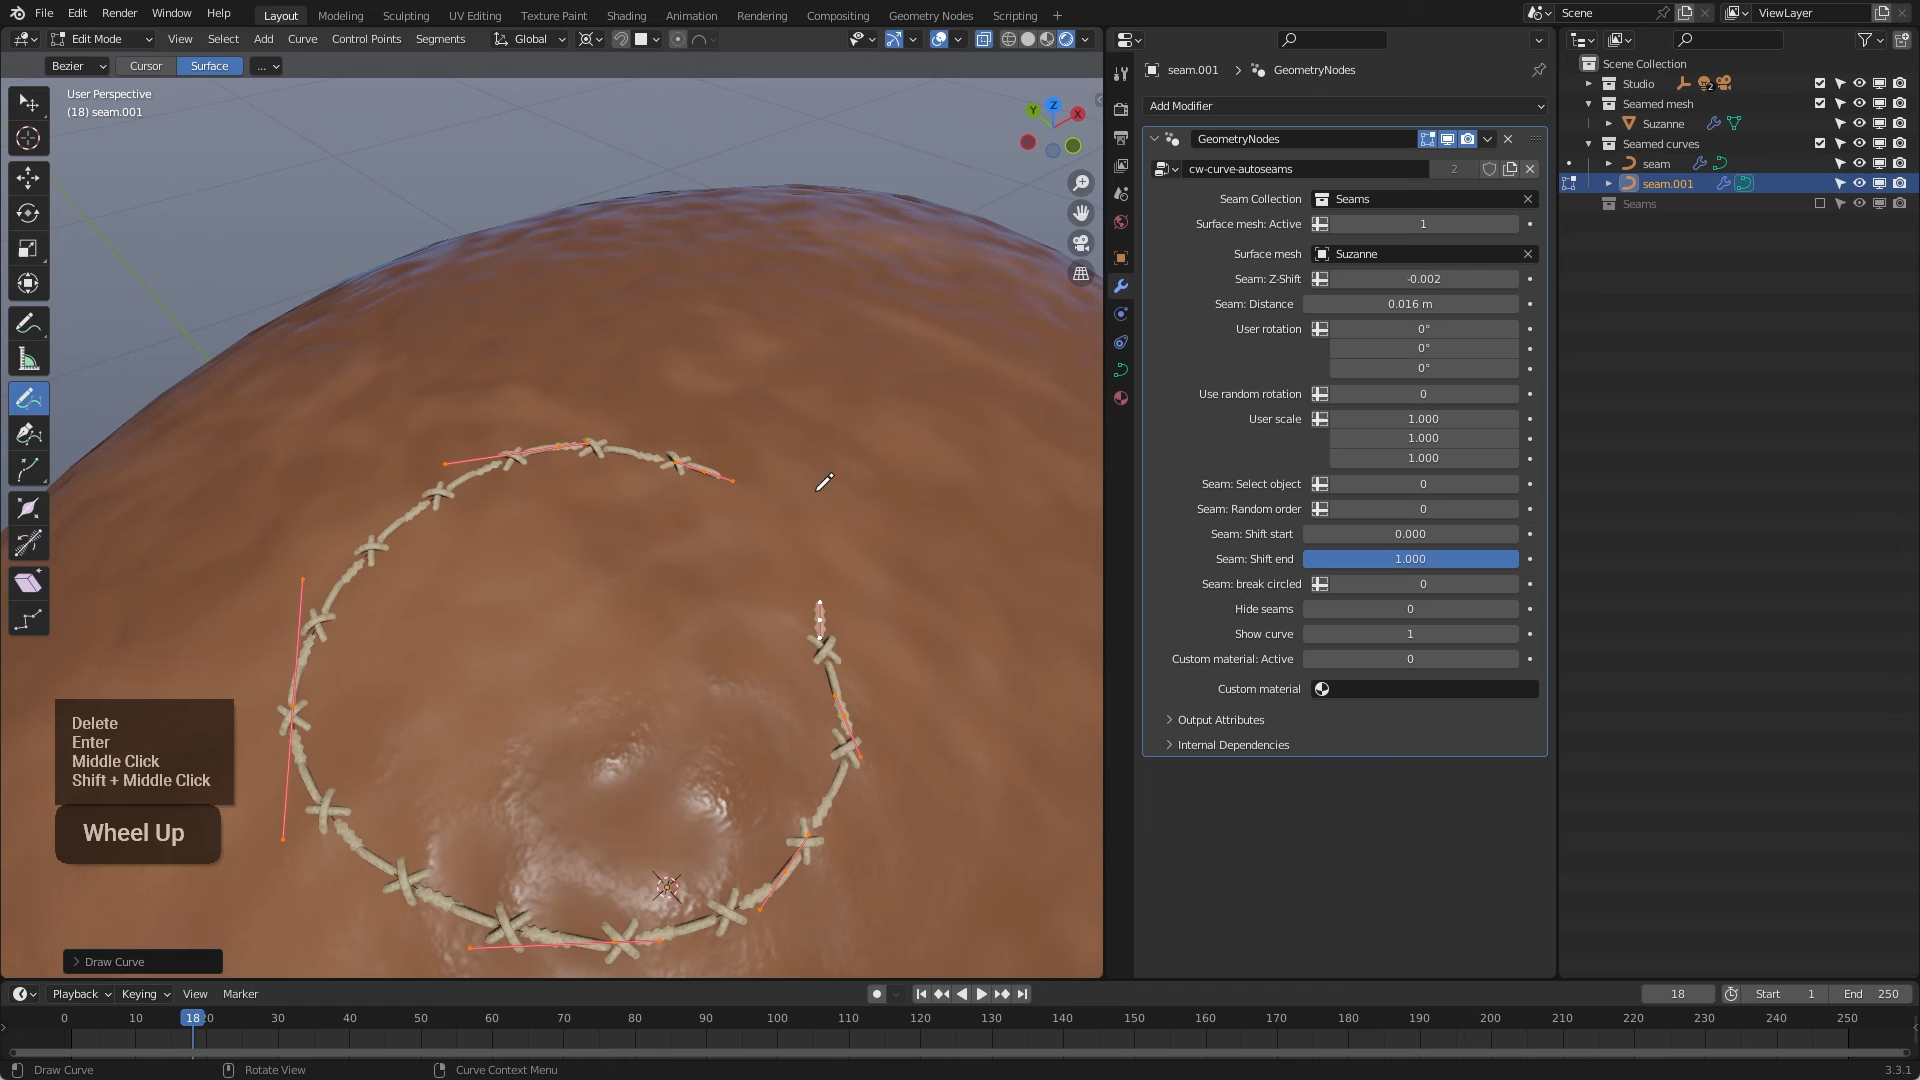 File Edit Render Window Help Layout Modeling Sculpting UV Editing Texture Paint Shading Animation Rendering Compositing Geometry Nodes Scripting + Scene ViewLayer
Edit Mode View Select Add Curve Control Points Segments Global
Bezier Cursor Surface ...
User Perspective
(18) seam.001
Z
Y
X
Delete
Enter
Middle Click
Shift + Middle Click
Wheel Up
Draw Curve
seam.001 > GeometryNodes
Add Modifier
GeometryNodes
cw-curve-autoseams 2
Seam Collection Seams
Surface mesh: Active 1
Surface mesh Suzanne
Seam: Z-Shift -0.002
Seam: Distance 0.016 m
User rotation 0°
0°
0°
Use random rotation 0
User scale 1.000
1.000
1.000
Seam: Select object 0
Seam: Random order 0
Seam: Shift start 0.000
Seam: Shift end 1.000
Seam: break circled 0
Hide seams 0
Show curve 1
Custom material: Active 0
Custom material
Output Attributes
Internal Dependencies
Scene Collection
Studio 2
Seamed mesh
Suzanne
Seamed curves
seam
seam.001
Seams
Playback Keying View Marker 18 Start 1 End 250
0 10 18 20 30 40 50 60 70 80 90 100 110 120 130 140 150 160 170 180 190 200 210 220 230 240 250
Draw Curve Rotate View Curve Context Menu 3.3.1